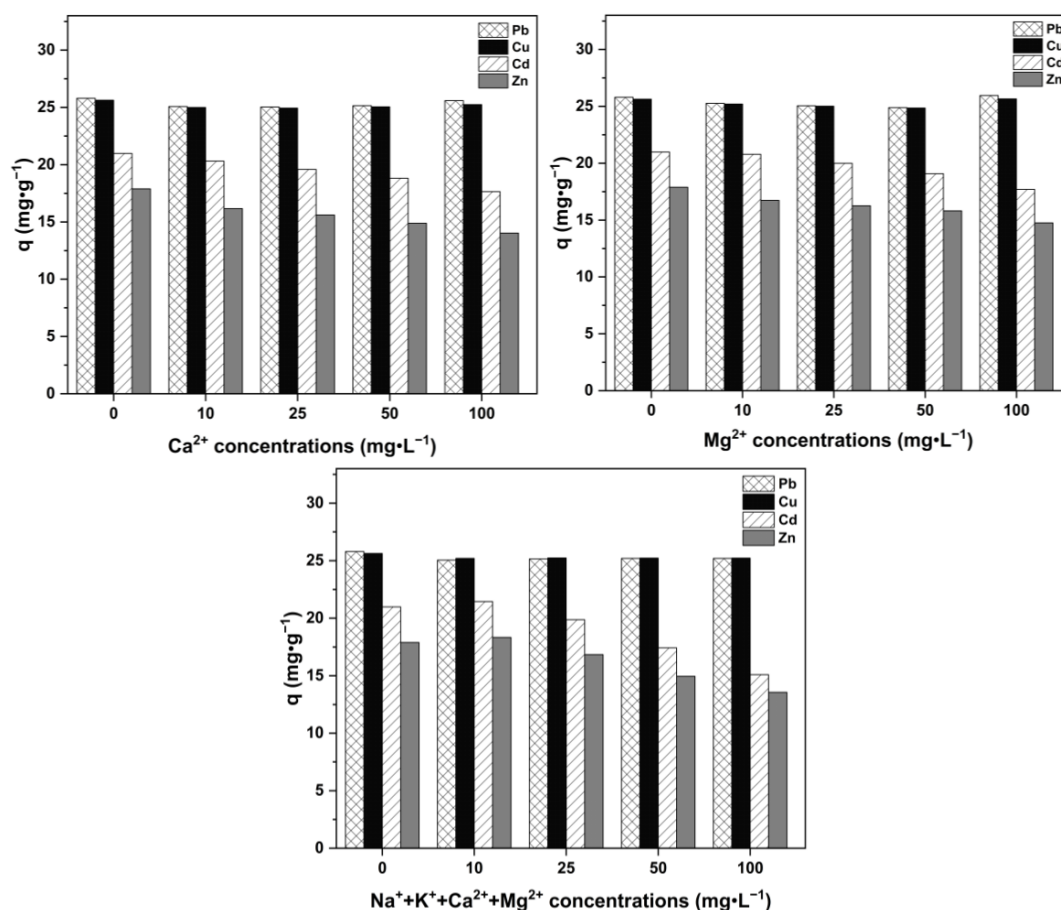 30
25
20
15
10
5
0
q (mg•g⁻¹)
Pb
Cu
Cd
Zn
0 10 25 50 100
Ca²⁺ concentrations (mg•L⁻¹)
30
25
20
15
10
5
0
q (mg•g⁻¹)
Pb
Cu
Cd
Zn
0 10 25 50 100
Mg²⁺ concentrations (mg•L⁻¹)
30
25
20
15
10
5
0
q (mg•g⁻¹)
Pb
Cu
Cd
Zn
0 10 25 50 100
Na⁺+K⁺+Ca²⁺+Mg²⁺ concentrations (mg•L⁻¹)